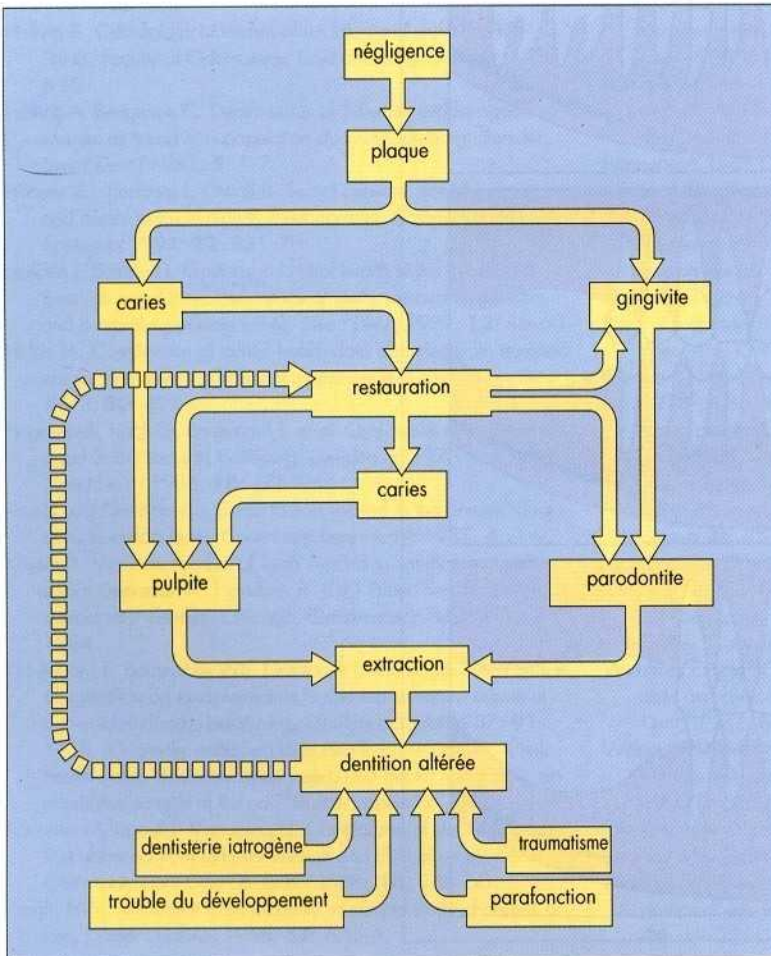 négligence
plaque
caries
gingivite
restauration
caries
pulpite
parodontite
extraction
dentition altérée
dentisterie iatrogène
traumatisme
trouble du développement
parafonction